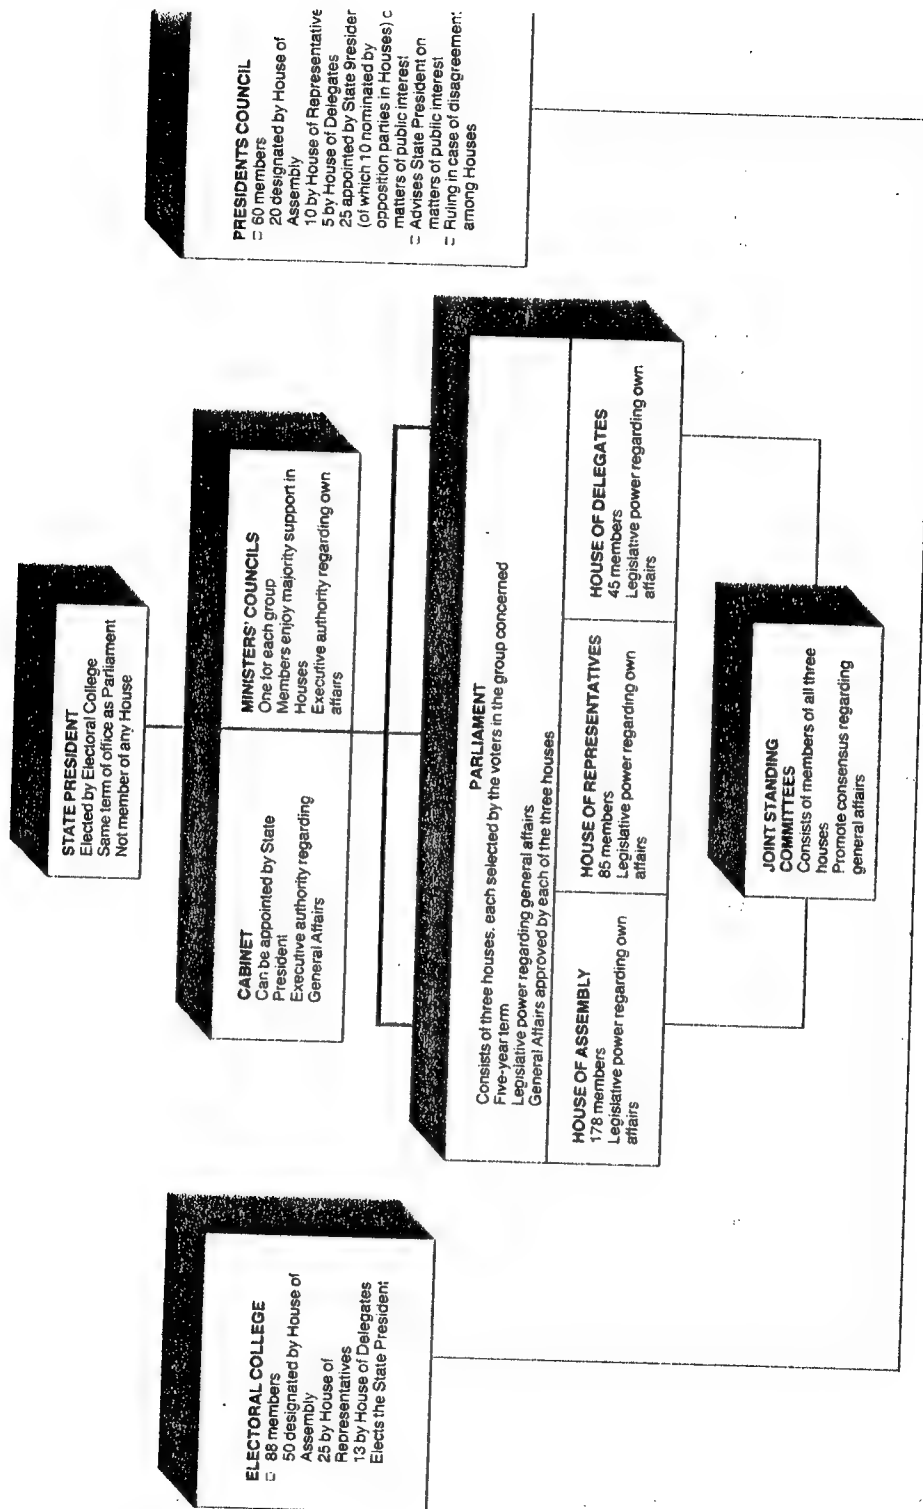 STATE PRESIDENT
Elected by Electoral College
Same term of office as Parliament
Not member of any House
ELECTORAL COLLEGE
88 members
50 designated by House of
Assembly
25 by House of
Representatives
13 by House of Delegates
Elects the State President
CABINET
Can be appointed by State
President
Executive authority regarding
General Affairs
MINISTERS' COUNCILS
One for each group
Members enjoy majority support in
Houses
Executive authority regarding own
affairs
PRESIDENTS COUNCIL
60 members
20 designated by House of
Assembly
10 by House of Representative
5 by House of Delegates
25 appointed by State 9residen
(of which 10 nominated by
opposition parties in Houses) c
matters of public interest
Advises State President on
matters of public interest
Ruling in case of disagreement
among Houses
PARLIAMENT
Consists of three houses. each selected by the voters in the group concerned
Five-year term
Legislative power regarding general affairs
General Affairs approved by each of the three houses
HOUSE OF ASSEMBLY
178 members
Legislative power regarding own
affairs
HOUSE OF REPRESENTATIVES
85 members
Legislative power regarding own
affairs
HOUSE OF DELEGATES
45 members
Legislative power regarding own
affairs
JOINT STANDING
COMMITTEES
Consists of members of all three
houses
Promote consensus regarding
general affairs